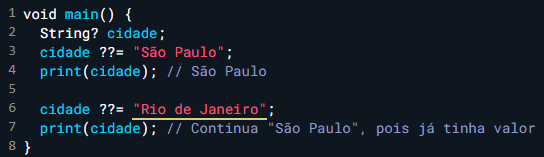 1 void main() {
2   String? cidade;
3   cidade ??= "São Paulo";
4   print(cidade); // São Paulo
5
6   cidade ??= "Rio de Janeiro";
7   print(cidade); // Continua "São Paulo", pois já tinha valor
8 }